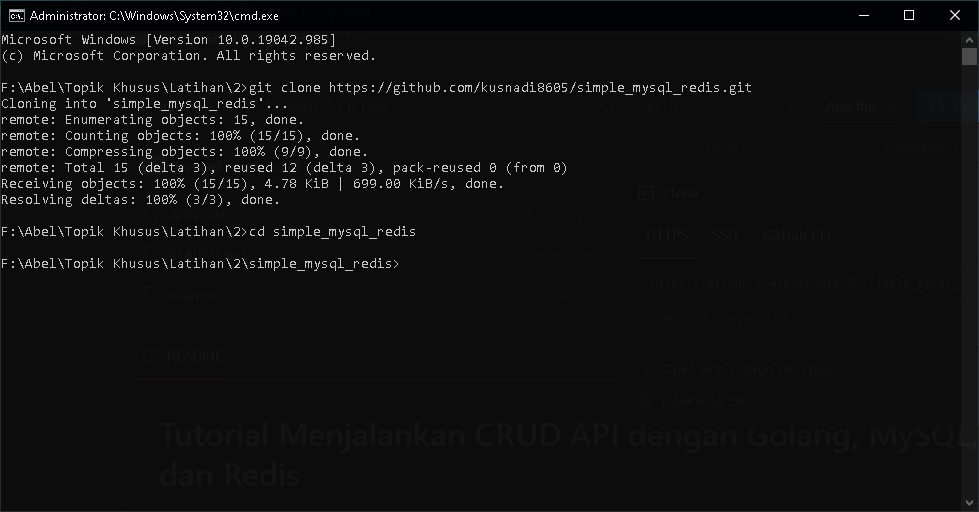 Administrator: C:\Windows\System32\cmd.exe
Microsoft Windows [Version 10.0.19042.985]
(c) Microsoft Corporation. All rights reserved.
F:\Abel\Topik Khusus\Latihan\2>git clone https://github.com/kusnadi8605/simple_mysql_redis.git
Cloning into 'simple_mysql_redis'...
remote: Enumerating objects: 15, done.
remote: Counting objects: 100% (15/15), done.
remote: Compressing objects: 100% (9/9), done.
remote: Total 15 (delta 3), reused 12 (delta 3), pack-reused 0 (from 0)
Receiving objects: 100% (15/15), 4.78 KiB | 699.00 KiB/s, done.
Resolving deltas: 100% (3/3), done.
F:\Abel\Topik Khusus\Latihan\2>cd simple_mysql_redis
F:\Abel\Topik Khusus\Latihan\2\simple_mysql_redis>
Add file
Local Codespaces
Clone
.gitignore initial commit
HTTPS SSH GitHub CLI
README
main.go
README
Open with GitHub Desktop
Download ZIP
Tutorial Menjalankan CRUD API dengan Golang, MySQL,
dan Redis